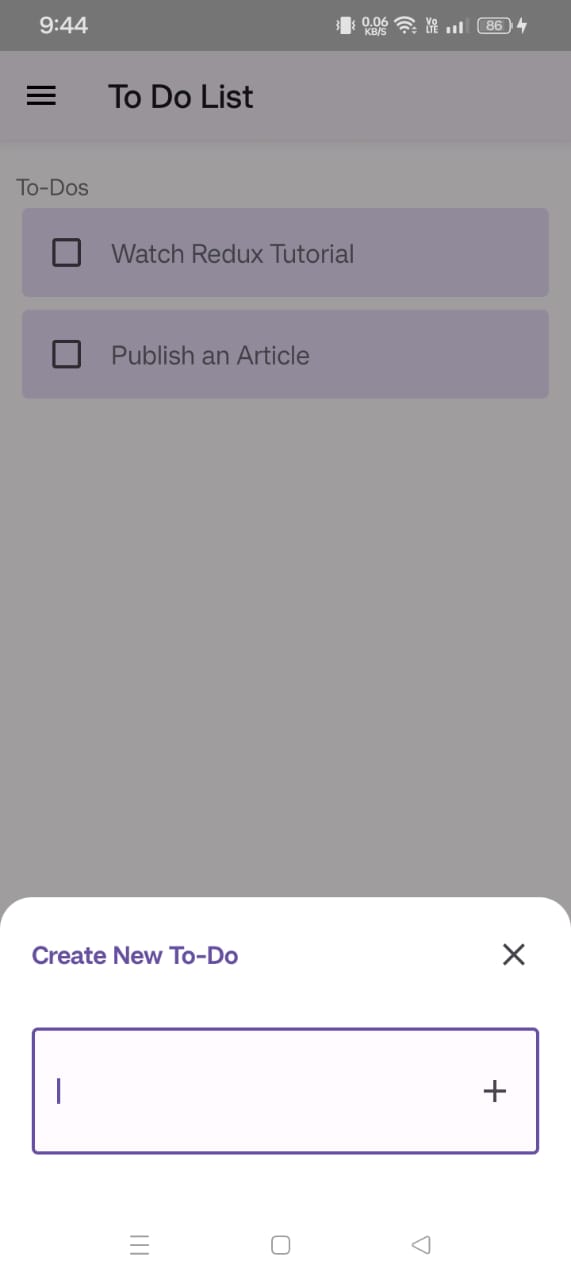 9:44
0.06
KB/S
Vo
LTE
86
To Do List
To-Dos
Watch Redux Tutorial
Publish an Article
Create New To-Do